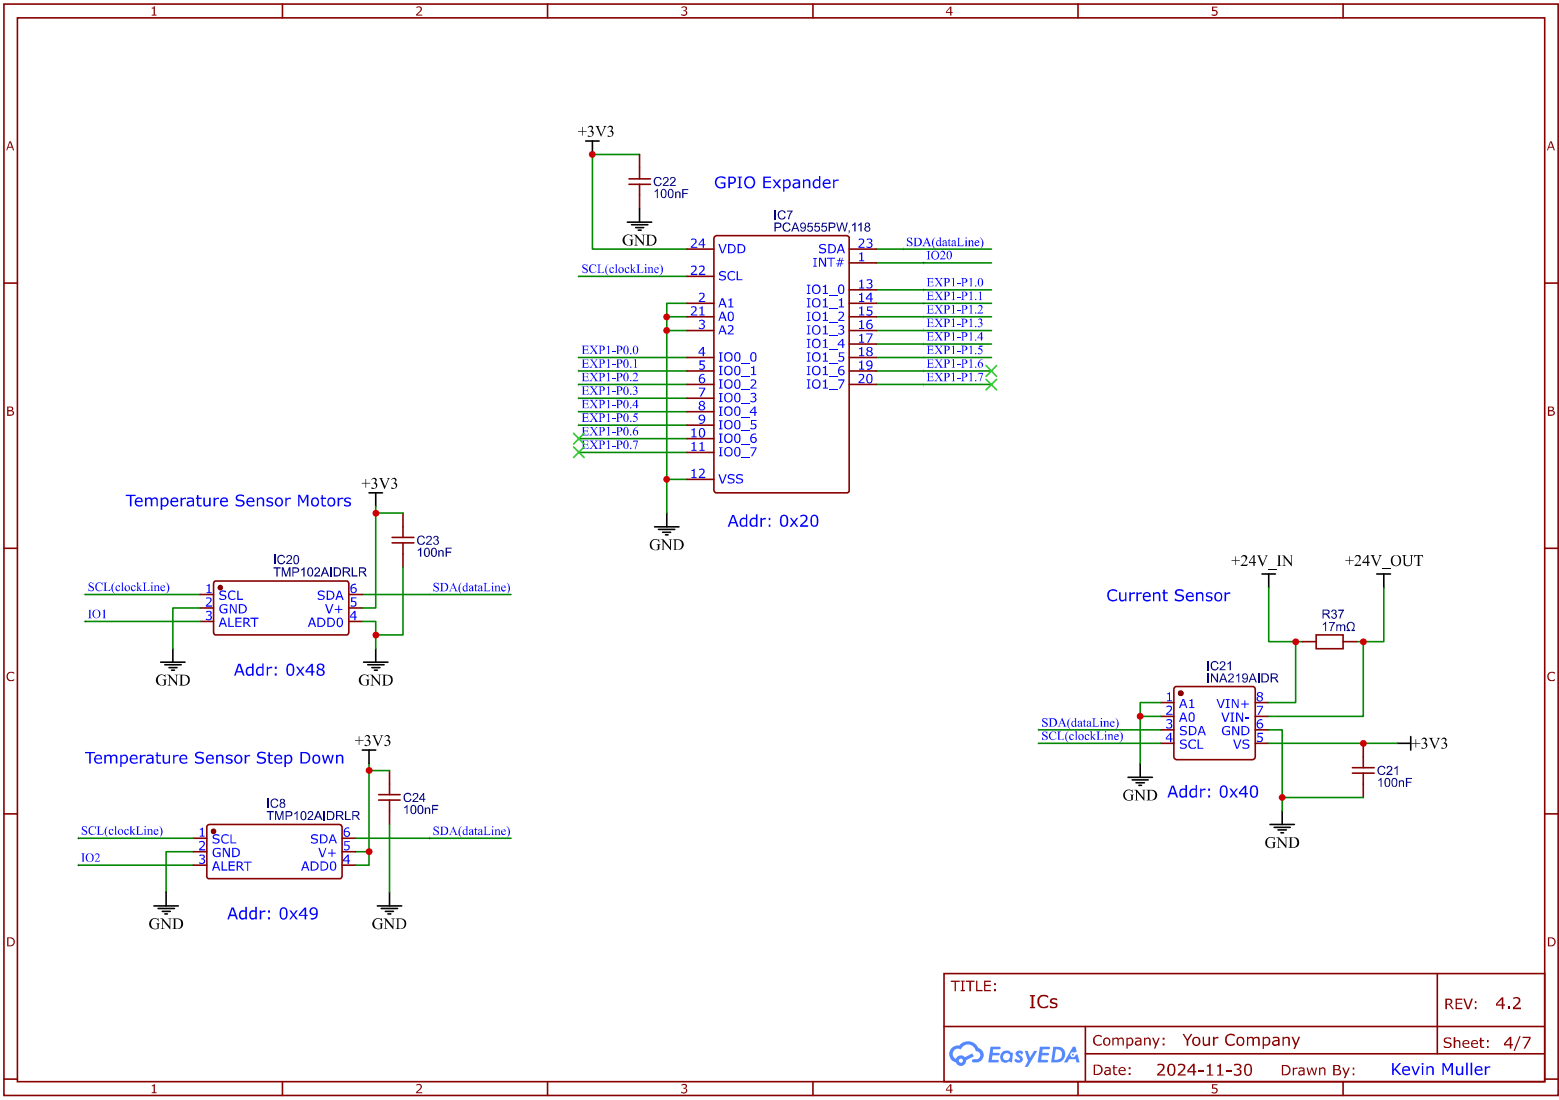 1 2 3 4 5
A A
B B
C C
D D
1 2 3 4 5
+3V3
C22
100nF
GND
GPIO Expander
IC7
PCA9555PW,118
SCL(clockLine)
24 VDD
22 SCL
2 A1
21 A0
3 A2
EXP1-P0.0 4 IO0_0
EXP1-P0.1 5 IO0_1
EXP1-P0.2 6 IO0_2
EXP1-P0.3 7 IO0_3
EXP1-P0.4 8 IO0_4
EXP1-P0.5 9 IO0_5
EXP1-P0.6 10 IO0_6
EXP1-P0.7 11 IO0_7
12 VSS
SDA 23 SDA(dataLine)
INT# 1 IO20
IO1_0 13 EXP1-P1.0
IO1_1 14 EXP1-P1.1
IO1_2 15 EXP1-P1.2
IO1_3 16 EXP1-P1.3
IO1_4 17 EXP1-P1.4
IO1_5 18 EXP1-P1.5
IO1_6 19 EXP1-P1.6
IO1_7 20 EXP1-P1.7
GND
Addr: 0x20
Temperature Sensor Motors
+3V3
C23
100nF
IC20
TMP102AIDRLR
SCL(clockLine) 1 SCL SDA 6 SDA(dataLine)
2 GND V+ 5
IO1 3 ALERT ADD0 4
GND
Addr: 0x48
GND
Temperature Sensor Step Down
+3V3
C24
100nF
IC8
TMP102AIDRLR
SCL(clockLine) 1 SCL SDA 6 SDA(dataLine)
2 GND V+ 5
IO2 3 ALERT ADD0 4
GND
Addr: 0x49
GND
+24V_IN +24V_OUT
Current Sensor
R37
17mΩ
IC21
INA219AIDR
1 A1 VIN+ 8
2 A0 VIN- 7
SDA(dataLine) 3 SDA GND 6
SCL(clockLine) 4 SCL VS 5
+3V3
C21
100nF
GND
Addr: 0x40
GND
TITLE:
ICs
REV: 4.2
EasyEDA
Company: Your Company
Sheet: 4/7
Date: 2024-11-30
Drawn By: Kevin Muller